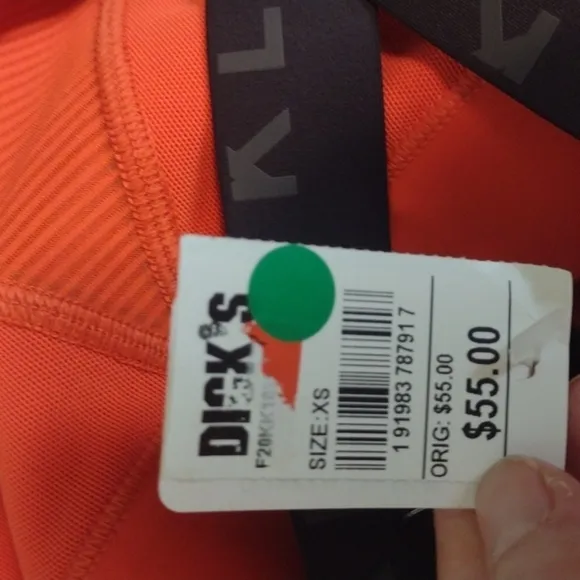 K L
K
DICK'S
SIZE:XS
1 91983 78791 7
ORIG: $55.00
$55.00